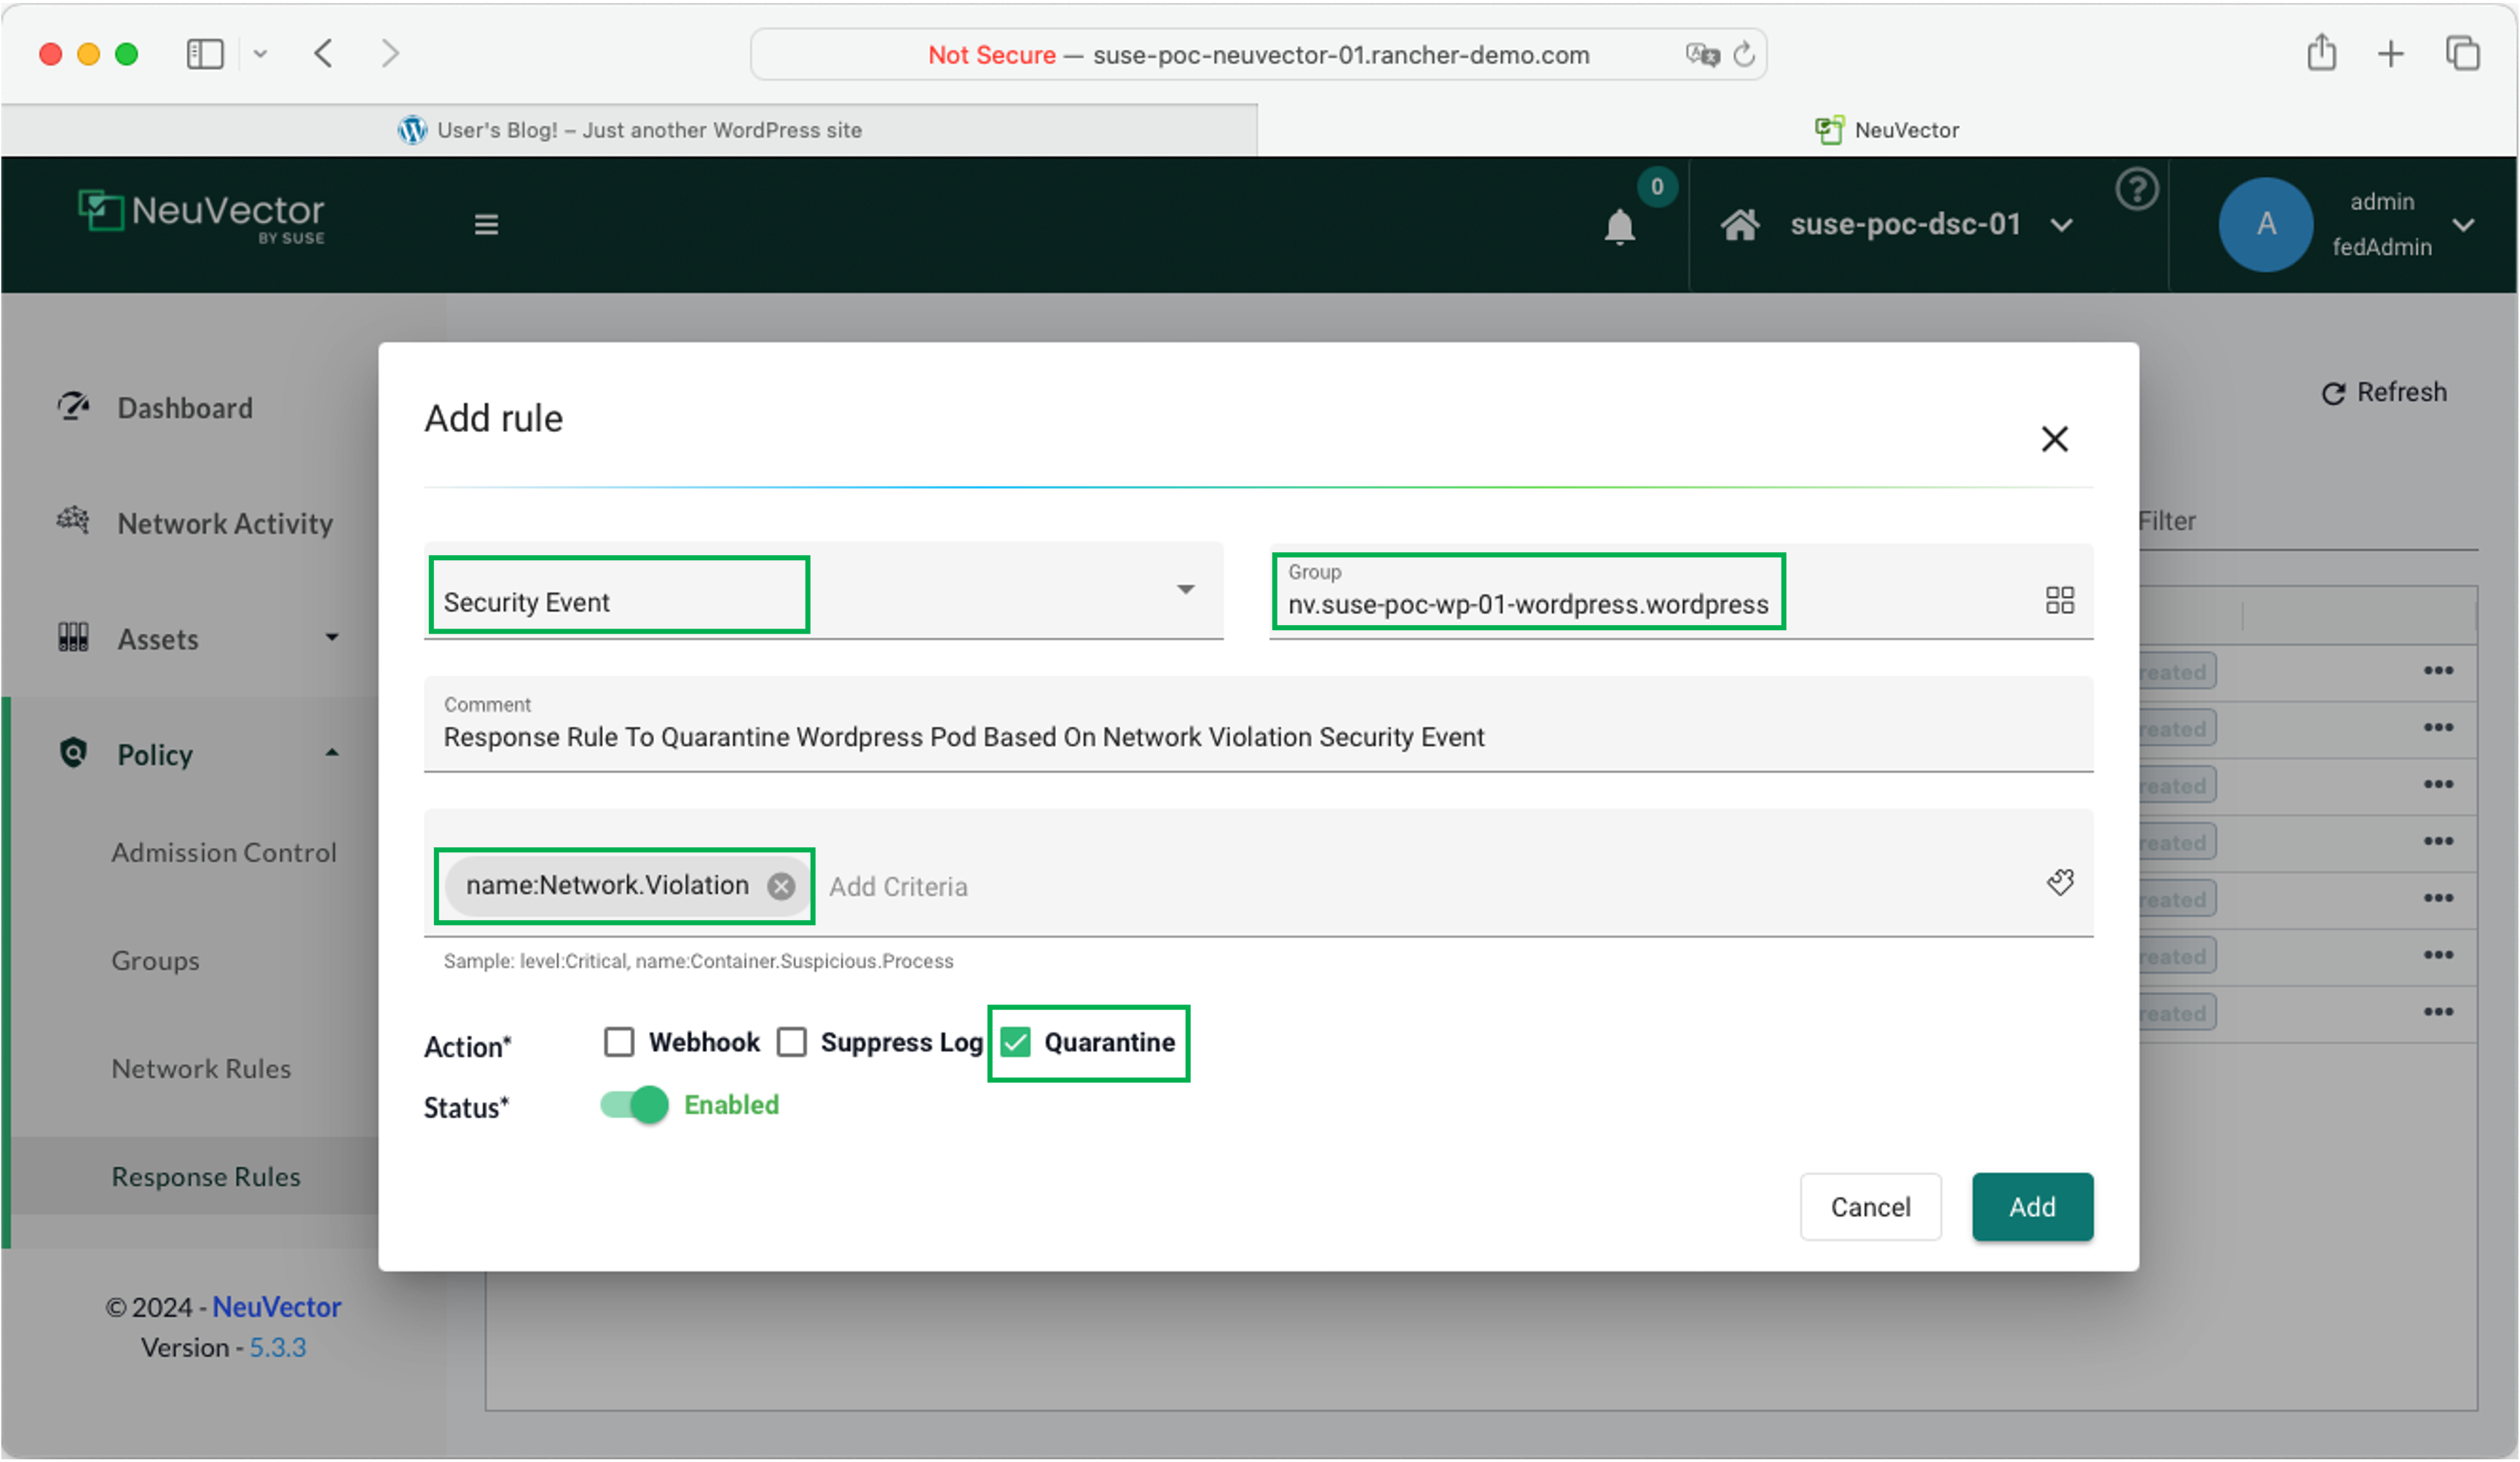 Not Secure — suse-poc-neuvector-01.rancher-demo.com
User's Blog! – Just another WordPress site
NeuVector
NeuVector
BY SUSE
0
suse-poc-dsc-01
?
A
admin
fedAdmin
Dashboard
Network Activity
Assets
Policy
Admission Control
Groups
Network Rules
Response Rules
© 2024 - NeuVector
Version - 5.3.3
Refresh
Filter
reated
reated
reated
reated
reated
reated
reated
Add rule
Security Event
Group
nv.suse-poc-wp-01-wordpress.wordpress
Comment
Response Rule To Quarantine Wordpress Pod Based On Network Violation Security Event
name:Network.Violation
Add Criteria
Sample: level:Critical, name:Container.Suspicious.Process
Action* Webhook Suppress Log Quarantine
Status* Enabled
Cancel
Add